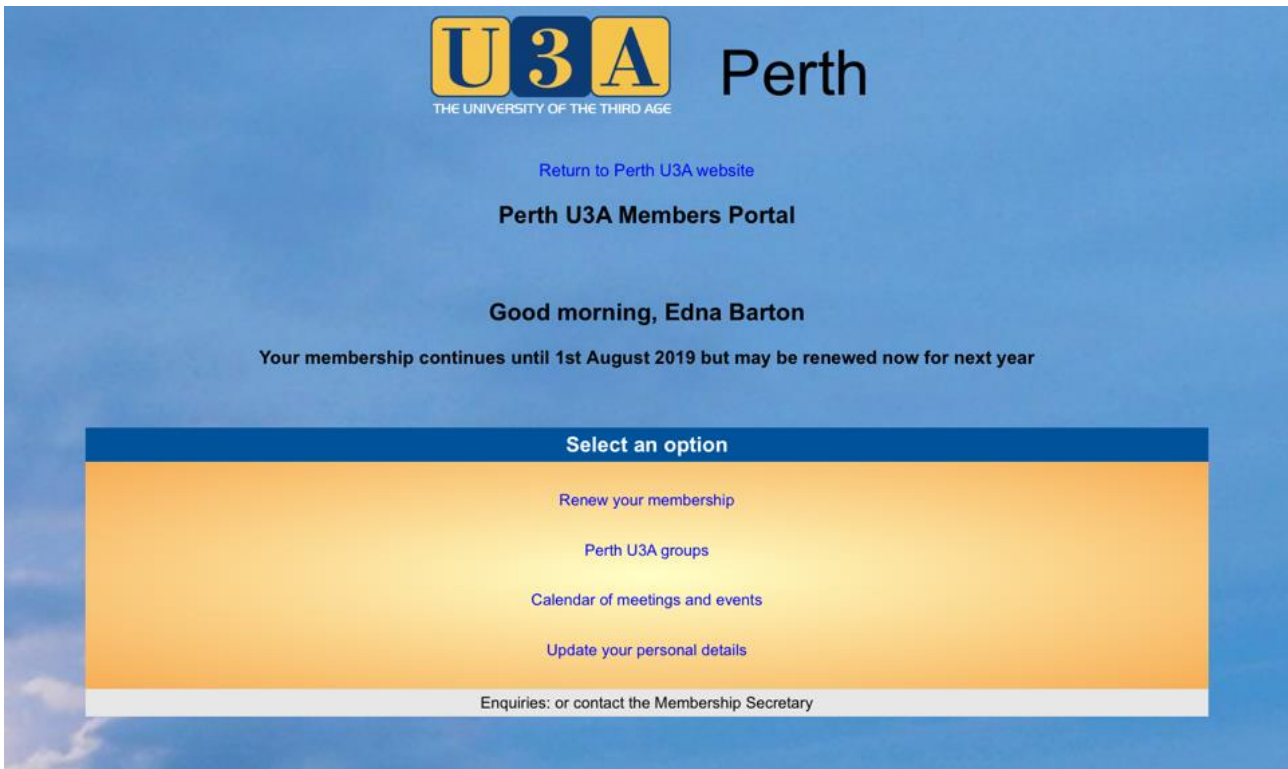 U3A Perth
THE UNIVERSITY OF THE THIRD AGE
Return to Perth U3A website
Perth U3A Members Portal
Good morning, Edna Barton
Your membership continues until 1st August 2019 but may be renewed now for next year
Select an option
Renew your membership
Perth U3A groups
Calendar of meetings and events
Update your personal details
Enquiries: or contact the Membership Secretary